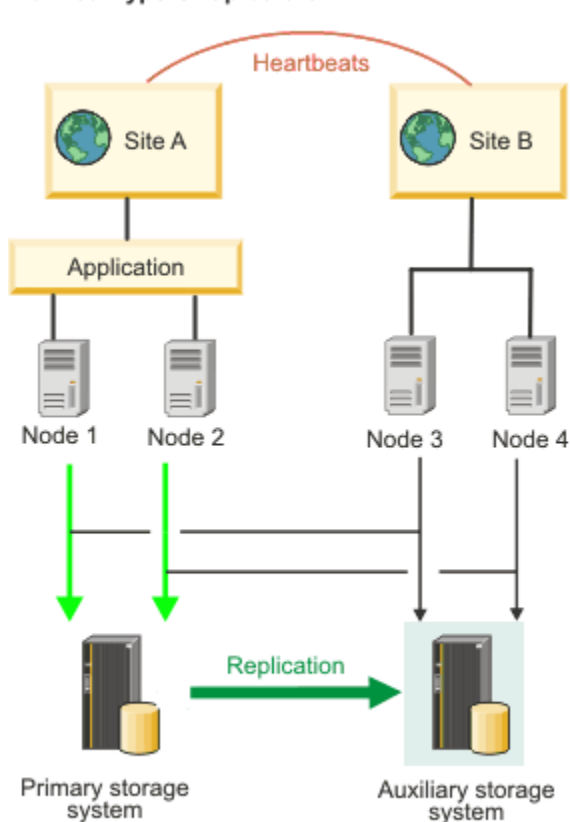 Heartbeats
Site A
Site B
Application
Node 1
Node 2
Node 3
Node 4
Replication
Primary storage
system
Auxiliary storage
system